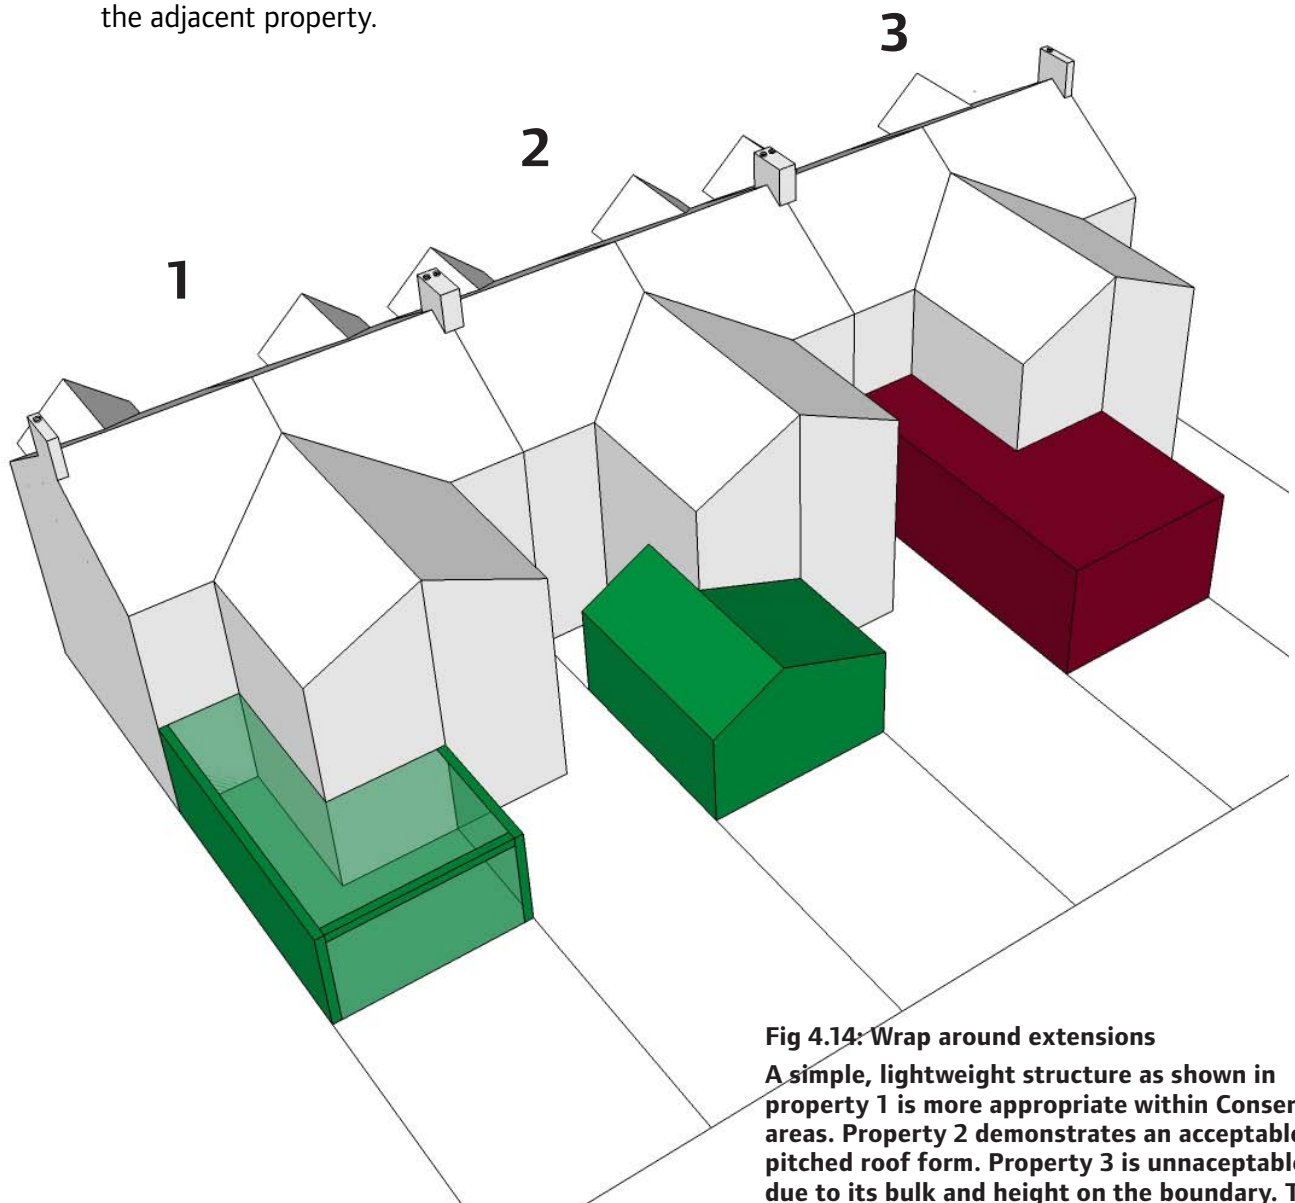 the adjacent property.
3
2
1
Fig 4.14: Wrap around extensions
A simple, lightweight structure as shown in
property 1 is more appropriate within Conser
areas. Property 2 demonstrates an acceptable
pitched roof form. Property 3 is unnaceptable
due to its bulk and height on the boundary. T